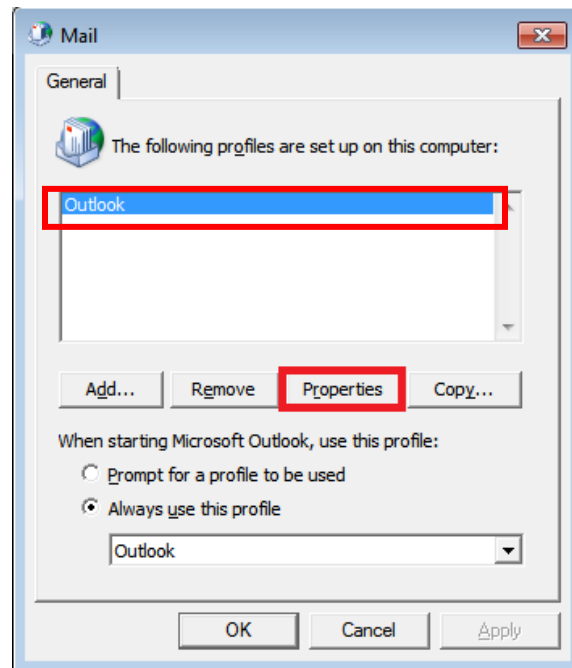 Mail
General
The following profiles are set up on this computer:
Outlook
Add... Remove Properties Copy...
When starting Microsoft Outlook, use this profile:
Prompt for a profile to be used
Always use this profile
Outlook
OK Cancel Apply